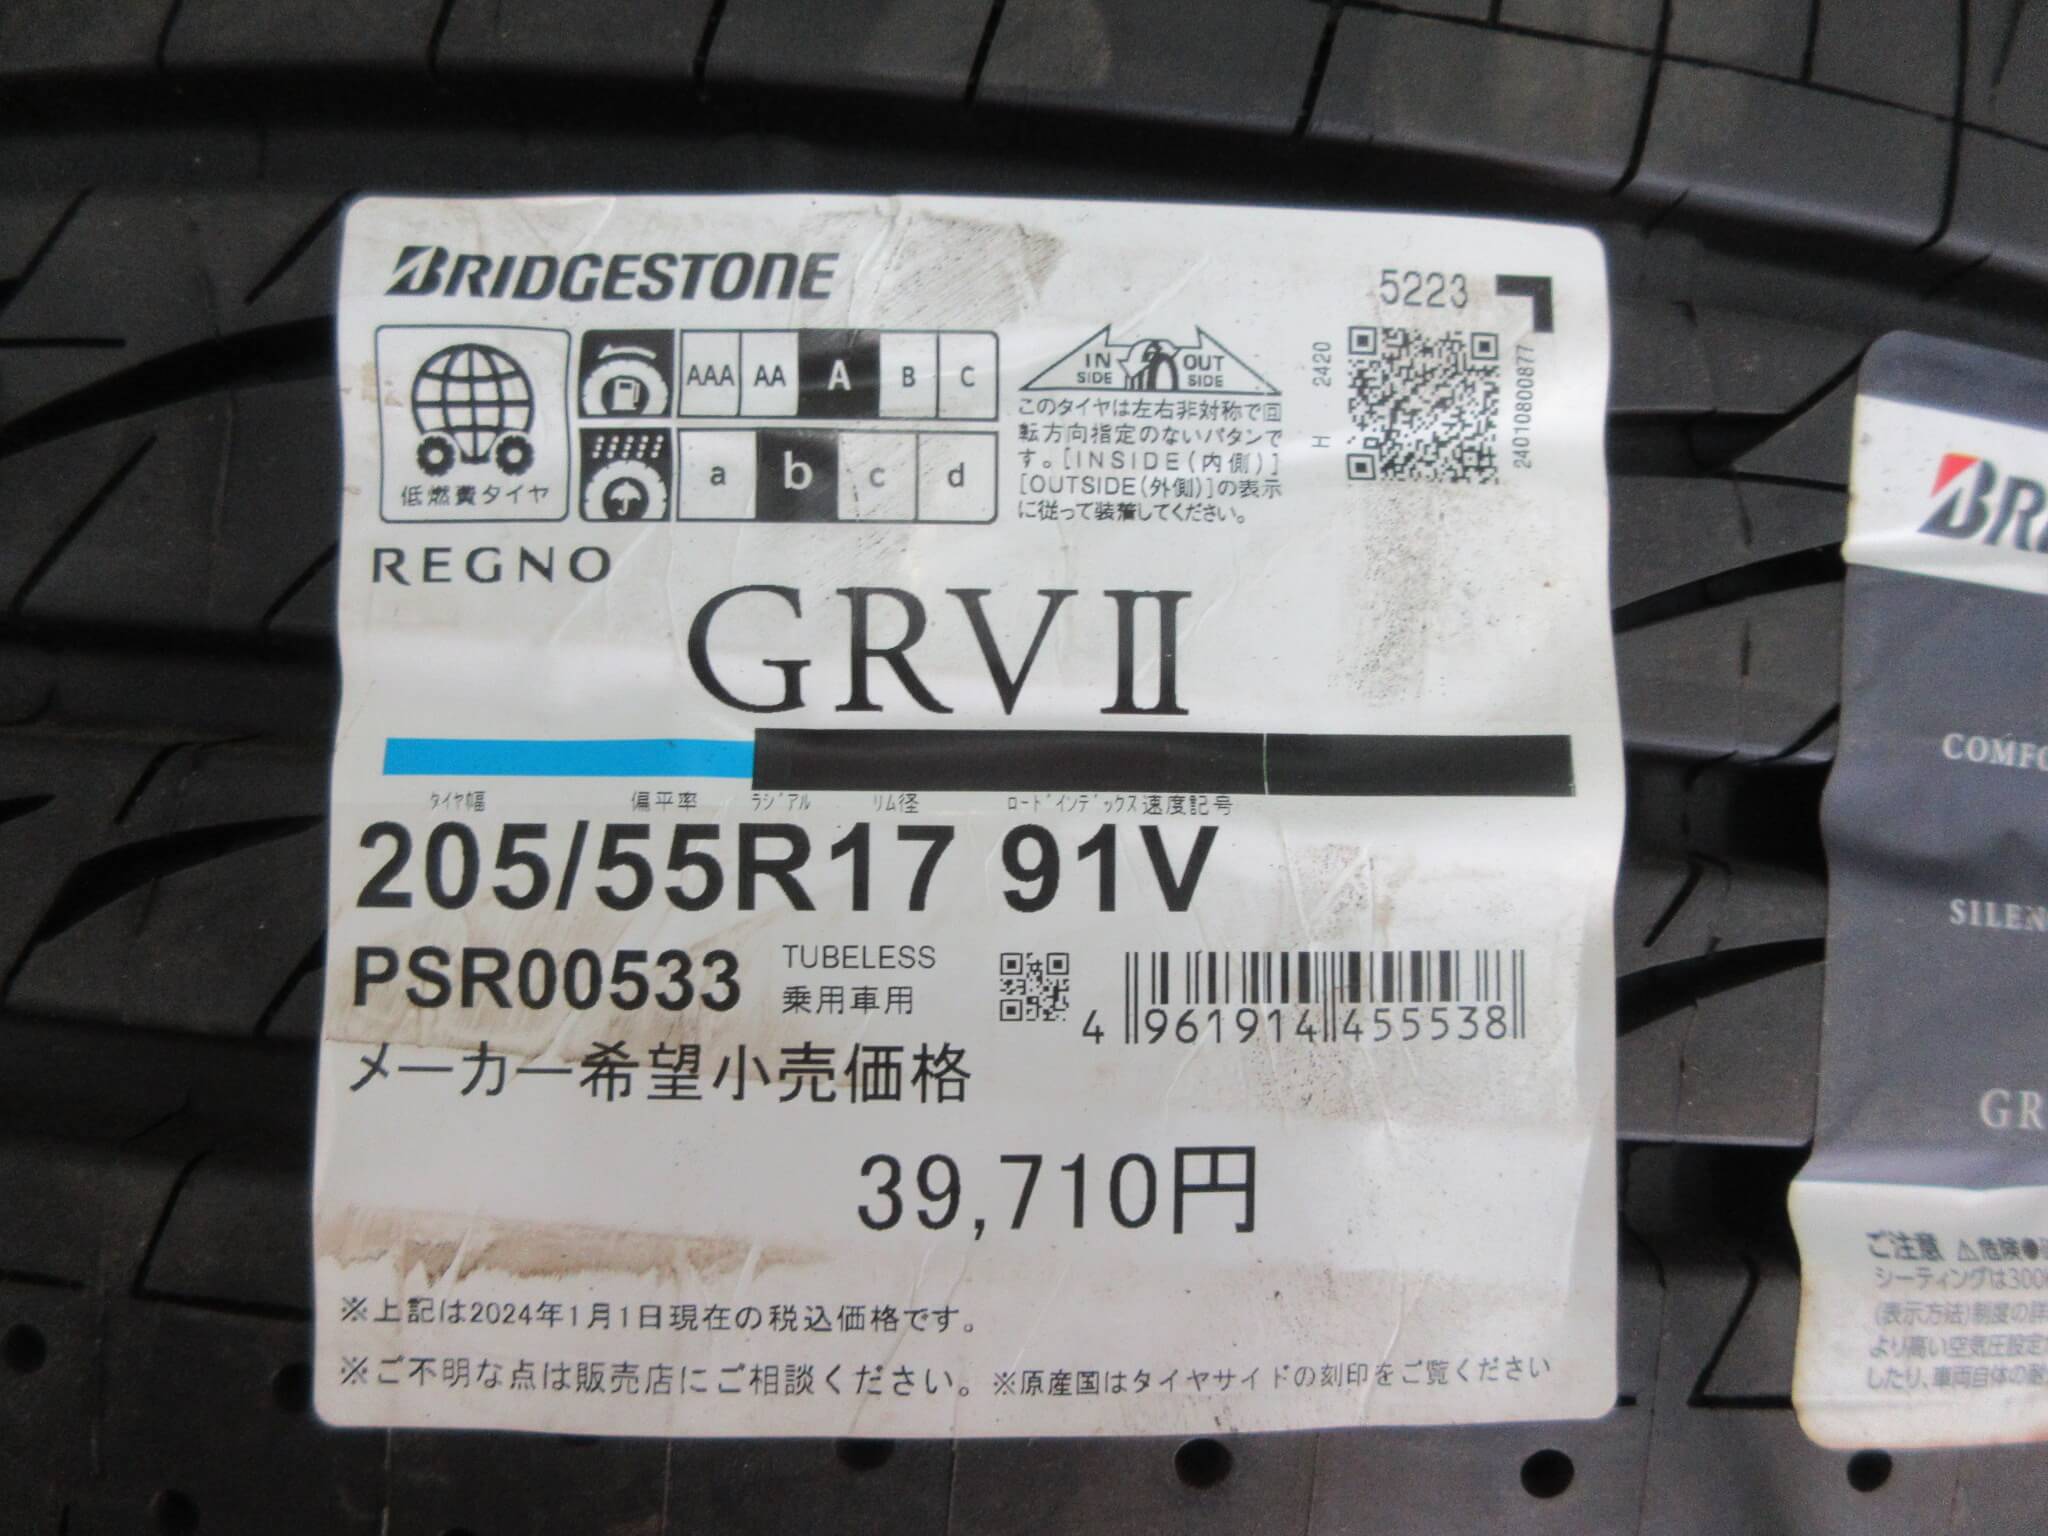 BRIDGESTONE
低燃費タイヤ
AAA AA A B C
a b c d
IN SIDE OUT SIDE
このタイヤは左右非対称で回
転方向指定のないパタンで
す。[INSIDE(内側)]
[OUTSIDE(外側)]の表示
に従って装着してください。
5223
H 2420
2401080000877
REGNO
GRVⅡ
タイヤ幅 偏平率 ラジアル リム径 ロードインデックス 速度記号
205/55R17 91V
PSR00533
TUBELESS
乗用車用
4 961914 455538
メーカー希望小売価格
39,710円
※上記は2024年1月1日現在の税込価格です。
※ご不明な点は販売店にご相談ください。※原産国はタイヤサイドの刻印をご覧ください
BR
COMFO
SILEN
GR
ご注意 ⚠危険●
シーティングは300
(表示方法)制度の詳
より高い空気圧設定
したり、車両自体の耐